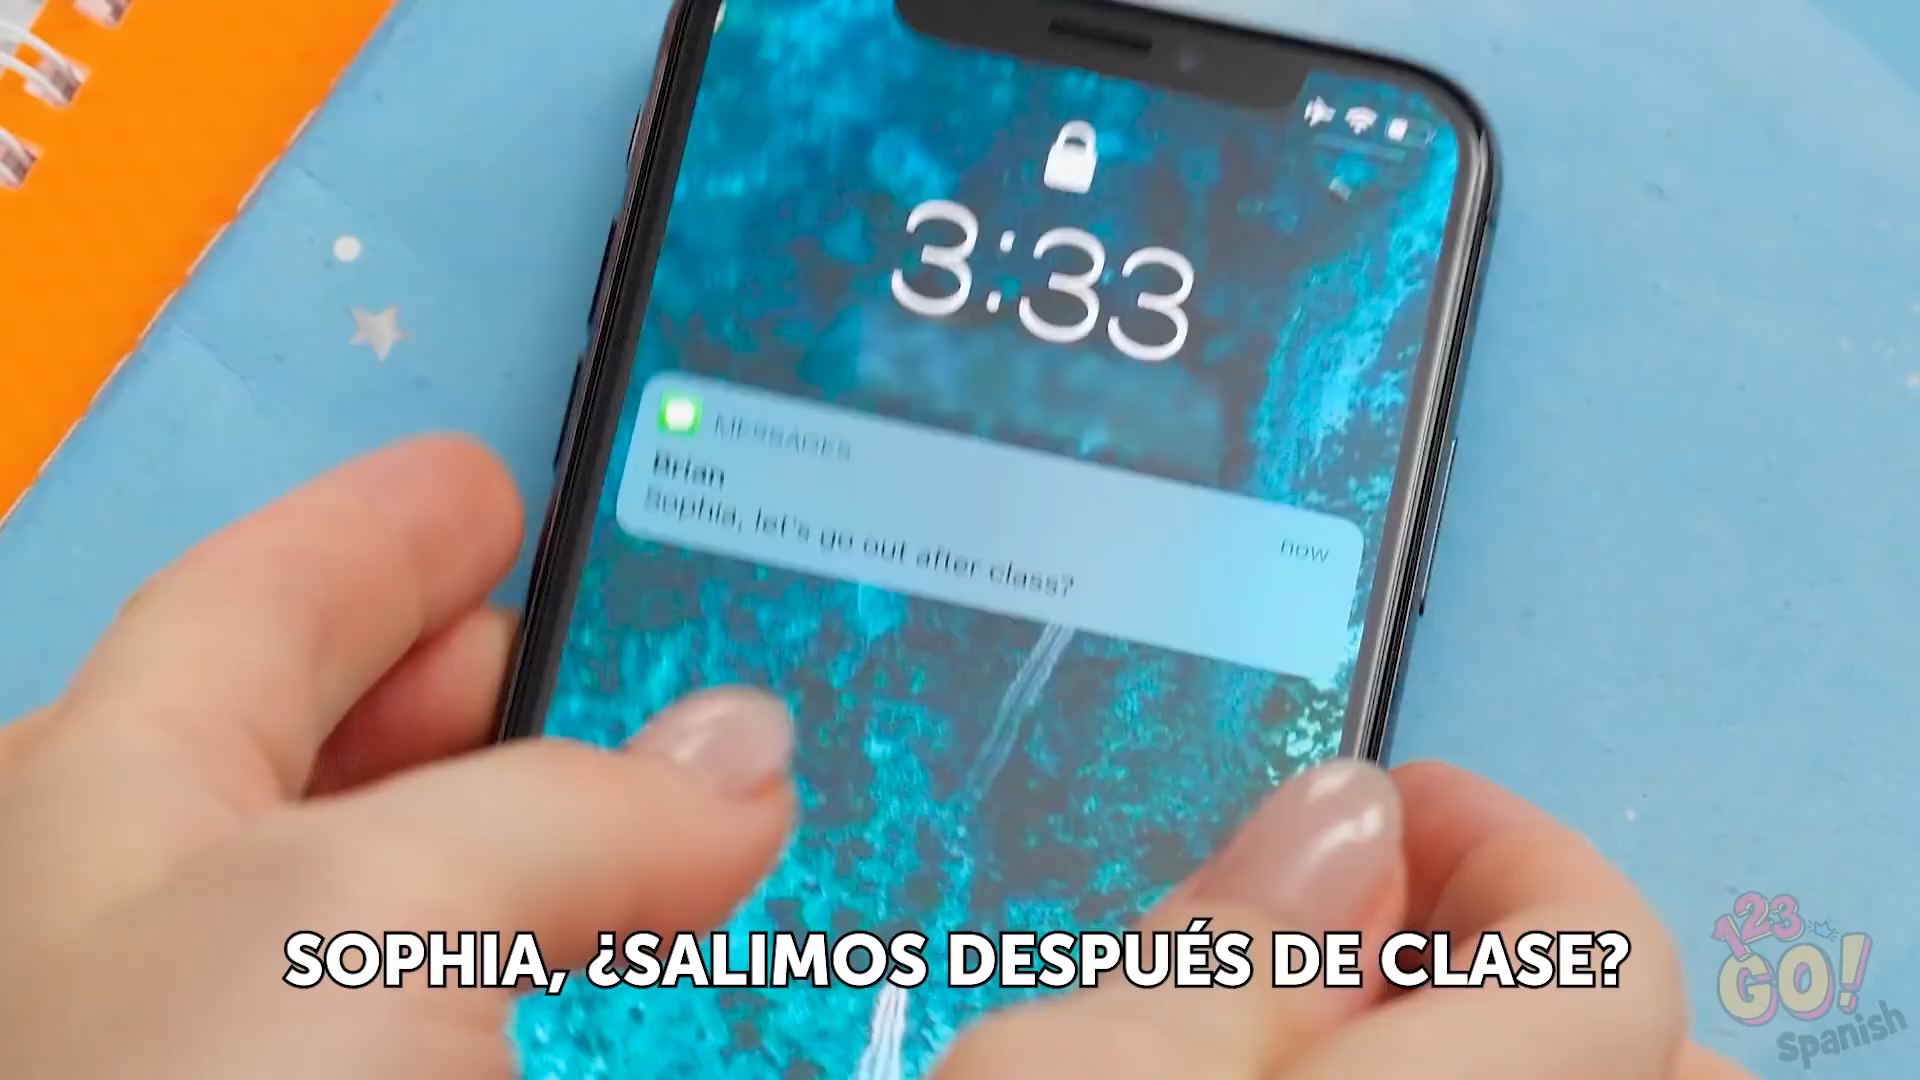 3:33
MESSAGES
Brian
now
Sophia, let's go out after class?
SOPHIA, ¿SALIMOS DESPUÉS DE CLASE?
123
GO!
Spanish